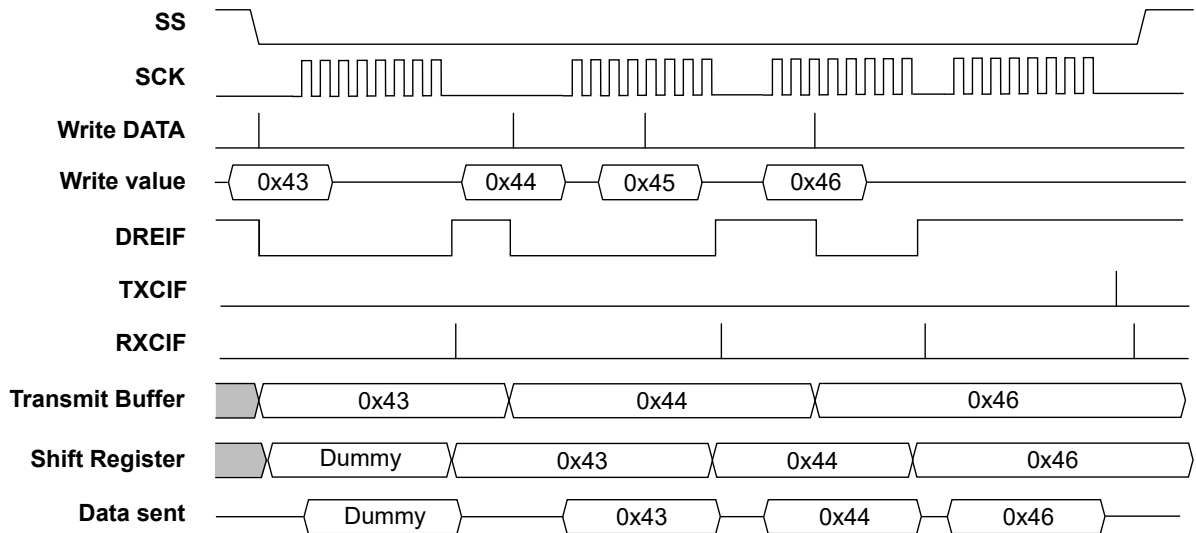 SS
SCK
Write DATA
Write value 0x43 0x44 0x45 0x46
DREIF
TXCIF
RXCIF
Transmit Buffer 0x43 0x44 0x46
Shift Register Dummy 0x43 0x44 0x46
Data sent Dummy 0x43 0x44 0x46